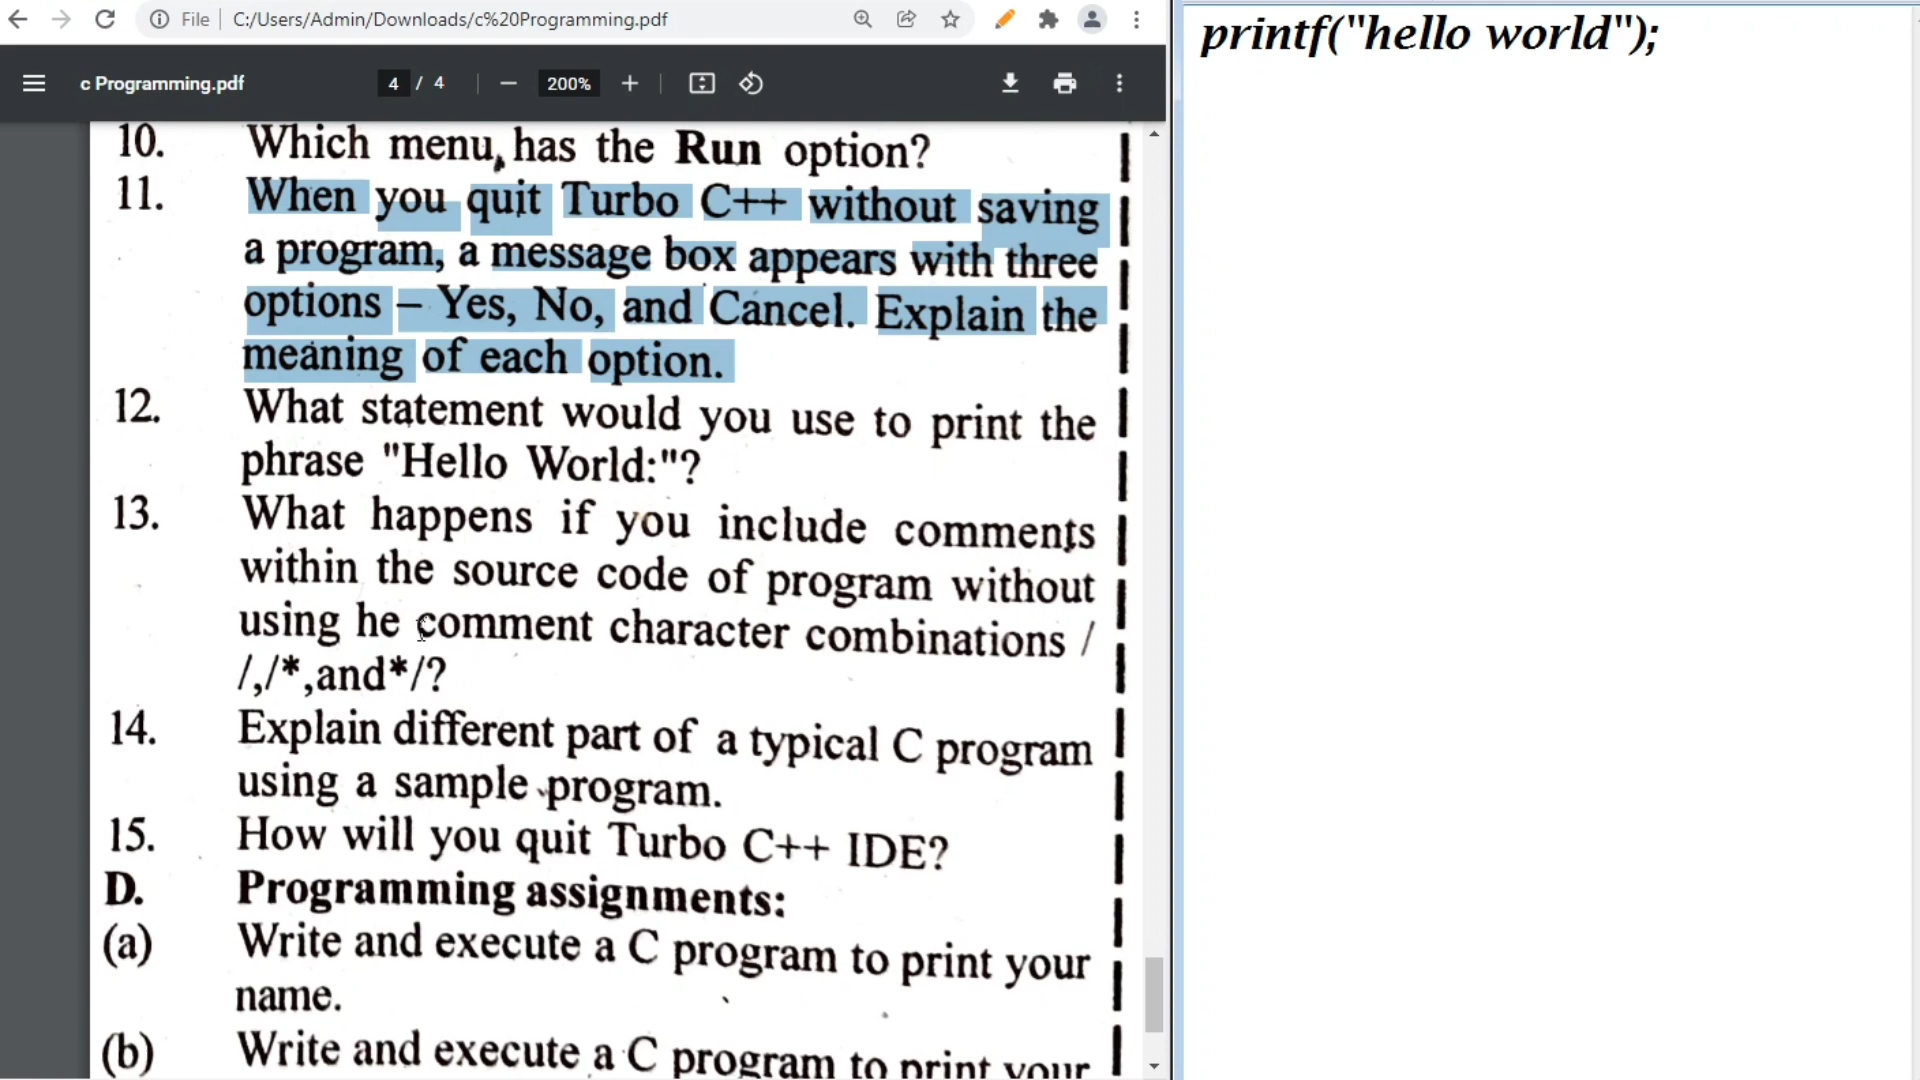 File C:/Users/Admin/Downloads/c%20Programming.pdf
c Programming.pdf 4 / 4 − 200% +
printf("hello world");
10. Which menu, has the Run option?
11. When you quit Turbo C++ without saving
a program, a message box appears with three
options – Yes, No, and Cancel. Explain the
meaning of each option.
12. What statement would you use to print the
phrase "Hello World:"?
13. What happens if you include comments
within the source code of program without
using he comment character combinations /
/,/*,and*/?
14. Explain different part of a typical C program
using a sample program.
15. How will you quit Turbo C++ IDE?
D. Programming assignments:
(a) Write and execute a C program to print your
name.
(b) Write and execute a C program to print your